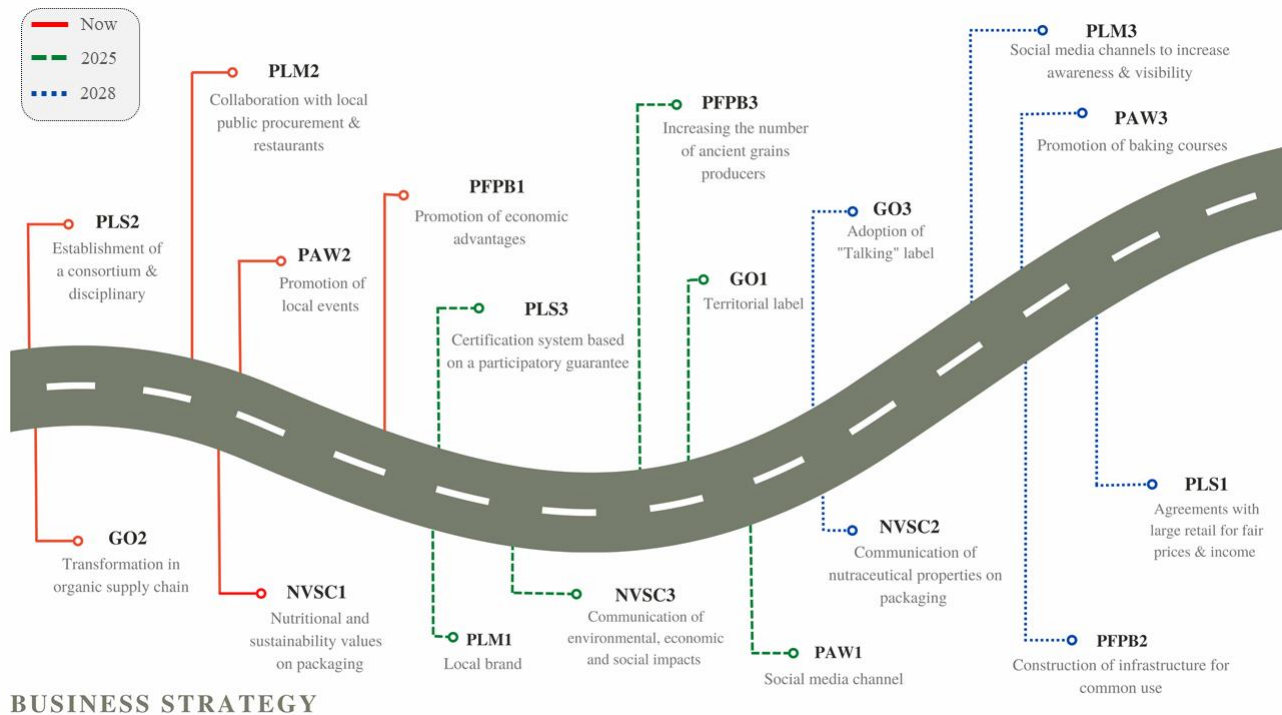 Now
2025
2028
PLM2
Collaboration with local
public procurement &
restaurants
PLS2
Establishment of
a consortium &
disciplinary
PAW2
Promotion of
local events
PFPB1
Promotion of economic
advantages
PLS3
Certification system based
on a participatory guarantee
PFPB3
Increasing the number
of ancient grains
producers
GO1
Territorial label
GO3
Adoption of
"Talking" label
PLM3
Social media channels to increase
awareness & visibility
PAW3
Promotion of baking courses
GO2
Transformation in
organic supply chain
NVSC1
Nutritional and
sustainability values
on packaging
PLM1
Local brand
NVSC3
Communication of
environmental, economic
and social impacts
PAW1
Social media channel
NVSC2
Communication of
nutraceutical properties on
packaging
PLS1
Agreements with
large retail for fair
prices & income
PFPB2
Construction of infrastructure for
common use
BUSINESS STRATEGY